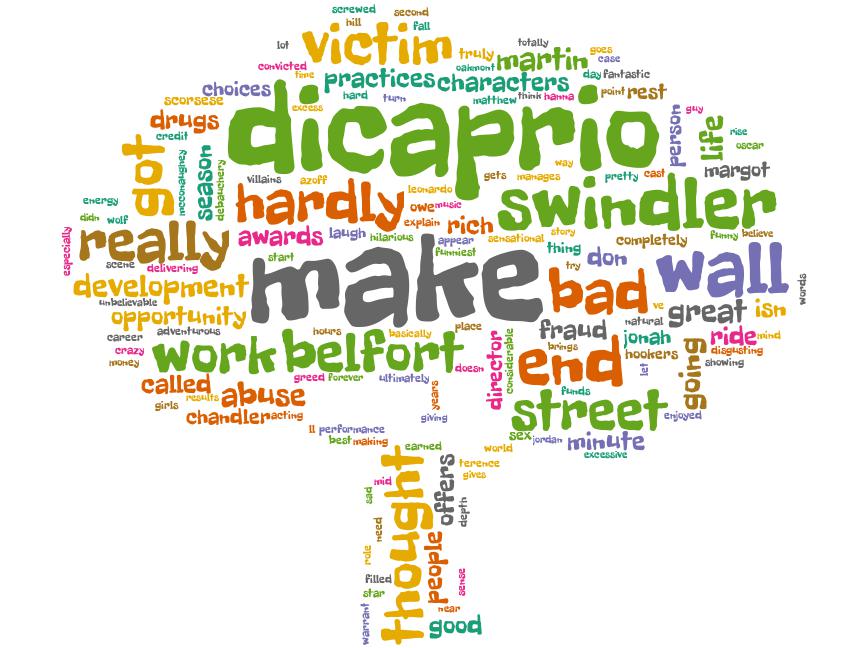 screwed
second
hill
fall
lot
victim
truly
totally
martin
goes
case
convicted
time
practices
characters
oakmont
day
fantastic
choices
hard
turn
matthew
think
hanna
point
rest
scorsese
excess
drugs
credit
dicaprio
person
guy
life
rise
oscar
got
mcconaughey
season
debauchery
villains
azoff
leonardo
gets
manages
way
pretty
cast
margot
energy
didn
wolf
hardly
owe
music
explain
rich
swindler
especially
really
awards
laugh
hilarious
appear
funniest
sensational
story
completely
funny
believe
scene
delivering
start
make
thing
don
try
wall
words
development
unbelievable
opportunity
bad
ve
great
isn
natural
career
adventurous
hours
basically
place
fraud
jonah
ride
mind
crazy
money
work
belfort
doesn
director
considerable
brings
end
hookers
let
going
disgusting
showing
called
results
abuse
greed
forever
ultimately
years
funds
girls
chandler
acting
giving
street
enjoyed
ll
performance
best
making
sex
jordan
minute
excessive
earned
world
terence
gives
thought
offers
depth
mid
sad
need
role
people
sense
filled
star
near
warrant
good